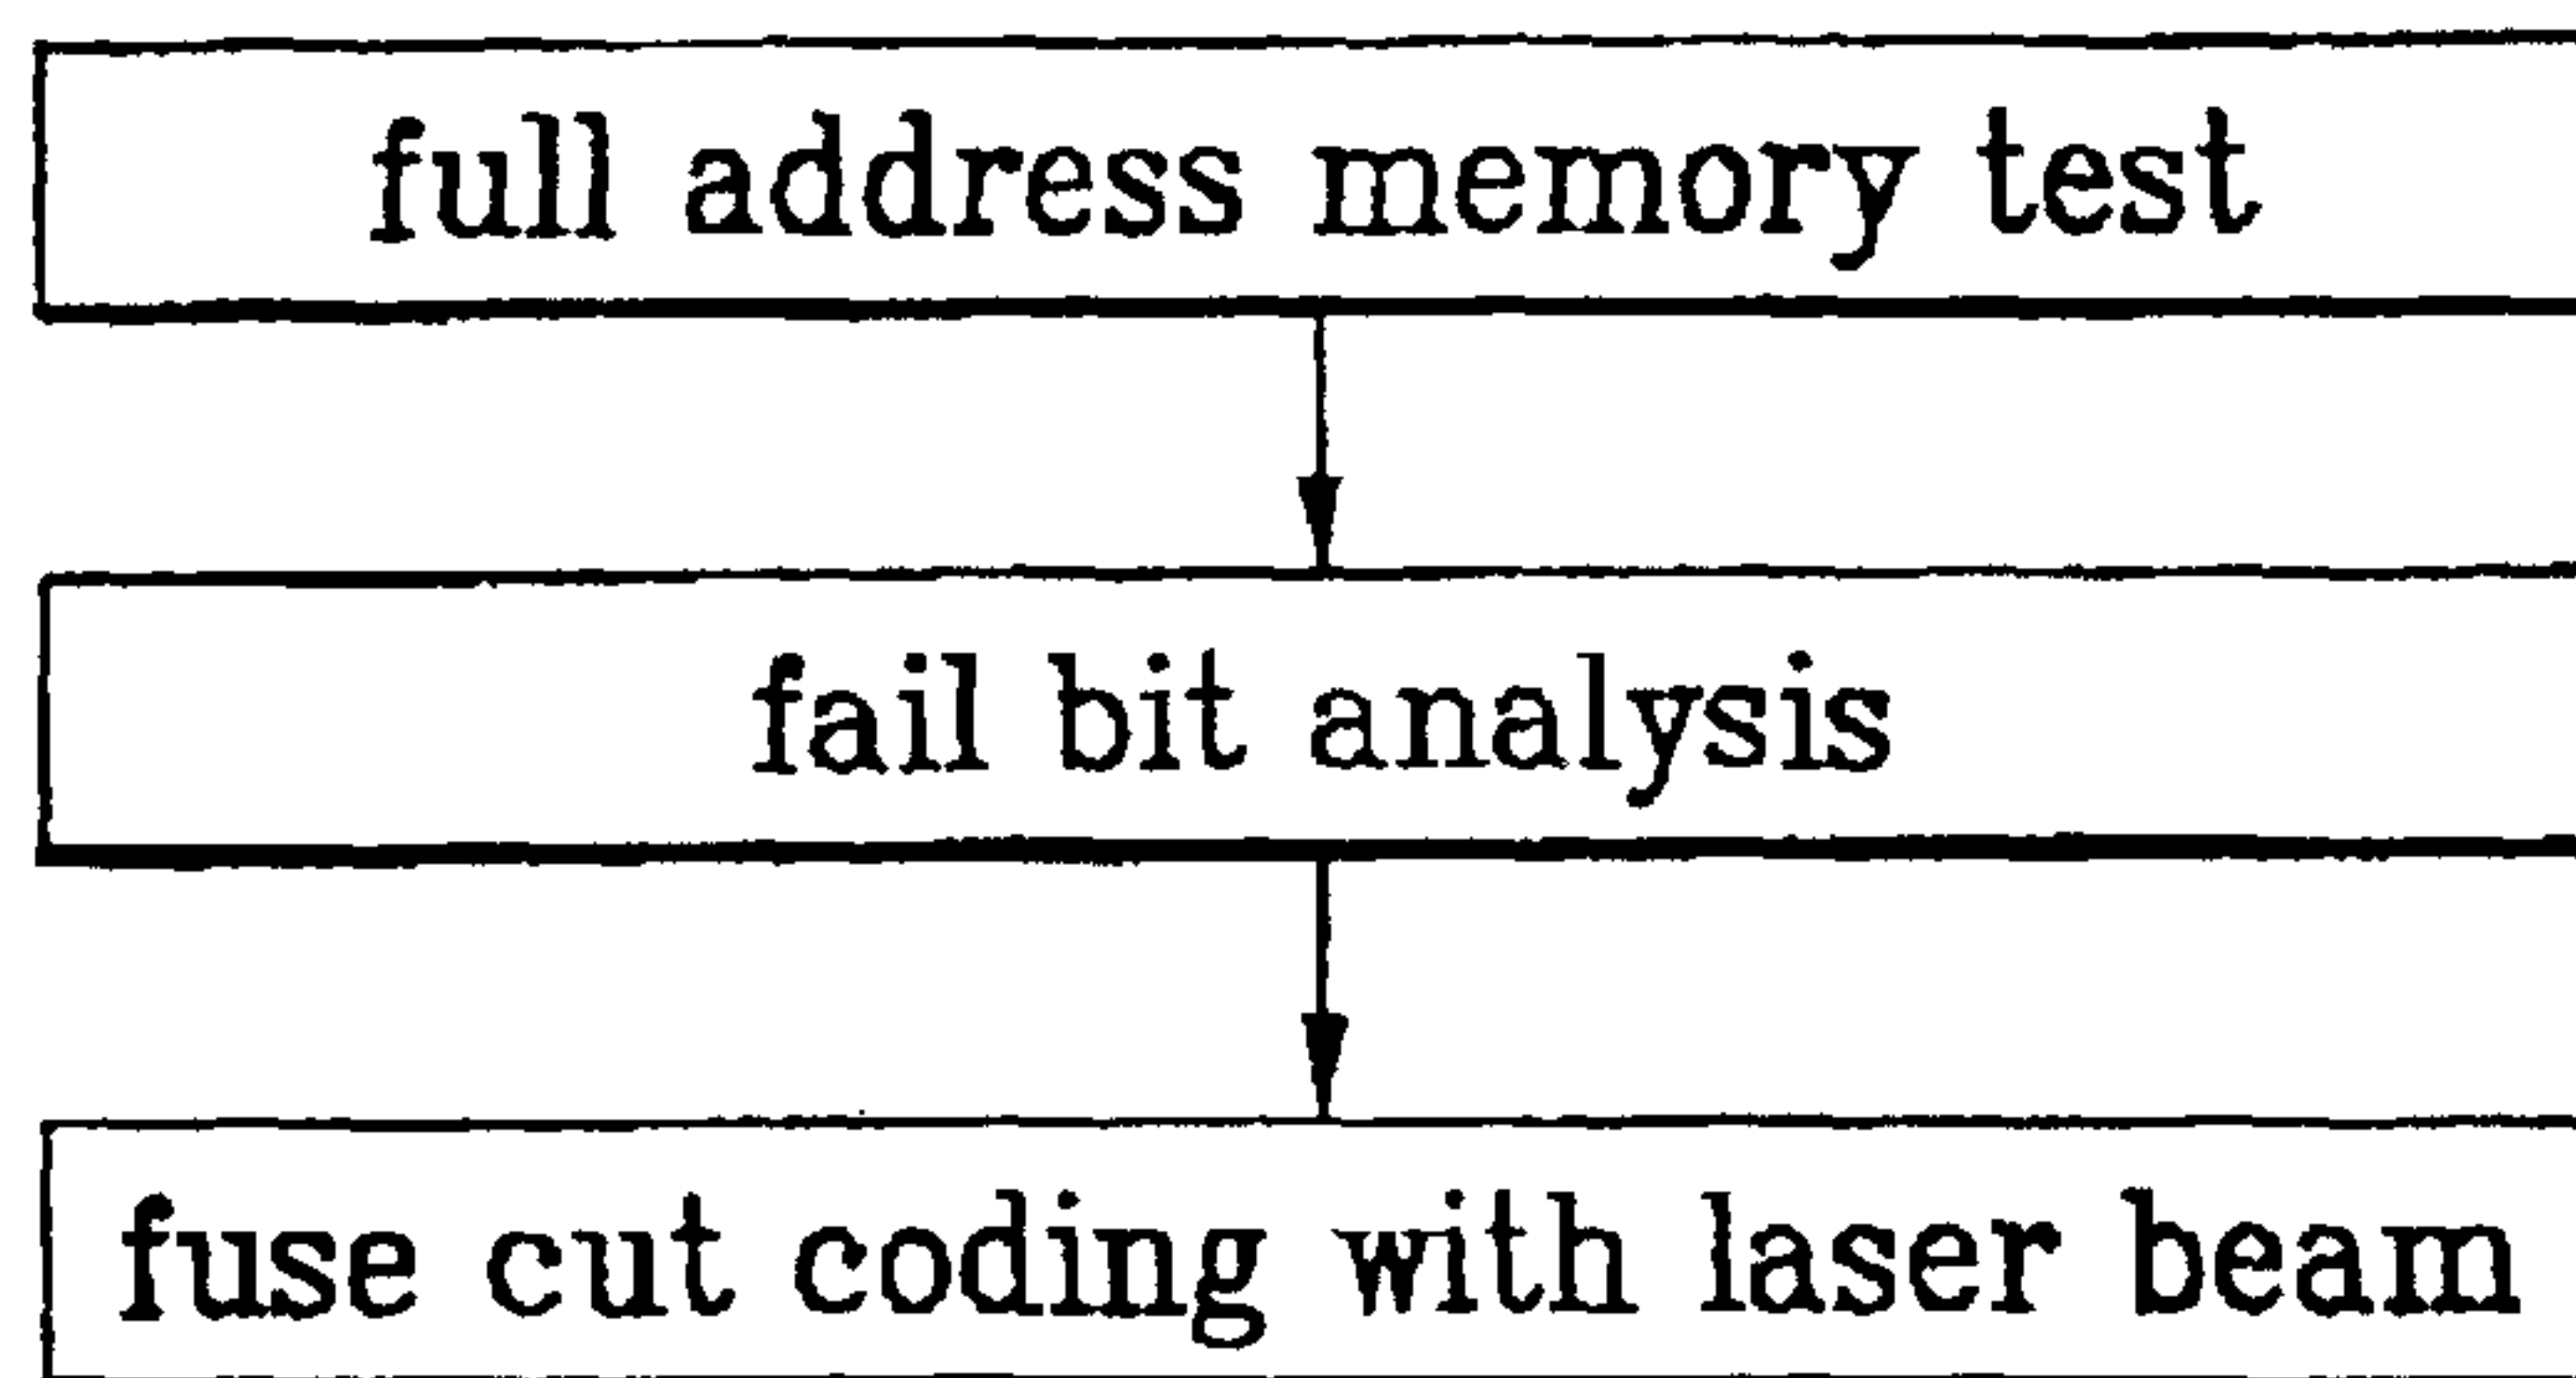 full address memory test
fail bit analysis
fuse cut coding with laser beam